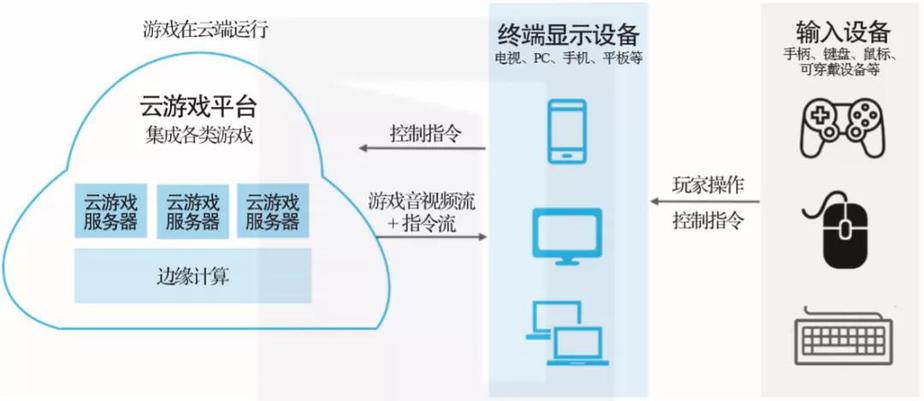 游戏在云端运行
云游戏平台
集成各类游戏
云游戏
服务器
云游戏
服务器
云游戏
服务器
边缘计算
控制指令
游戏音视频流
+指令流
终端显示设备
电视、PC、手机、平板等
玩家操作
控制指令
输入设备
手柄、键盘、鼠标、
可穿戴设备等